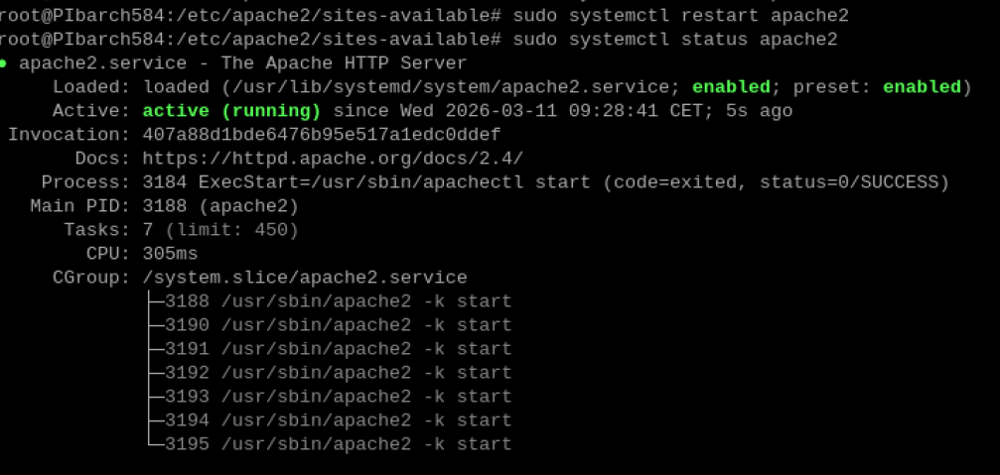 root@PIbarch584:/etc/apache2/sites-available# sudo systemctl restart apache2
root@PIbarch584:/etc/apache2/sites-available# sudo systemctl status apache2
● apache2.service - The Apache HTTP Server
Loaded: loaded (/usr/lib/systemd/system/apache2.service; enabled; preset: enabled)
Active: active (running) since Wed 2026-03-11 09:28:41 CET; 5s ago
Invocation: 407a88d1bde6476b95e517a1edc0ddef
Docs: https://httpd.apache.org/docs/2.4/
Process: 3184 ExecStart=/usr/sbin/apachectl start (code=exited, status=0/SUCCESS)
Main PID: 3188 (apache2)
Tasks: 7 (limit: 450)
CPU: 305ms
CGroup: /system.slice/apache2.service
├─3188 /usr/sbin/apache2 -k start
├─3190 /usr/sbin/apache2 -k start
├─3191 /usr/sbin/apache2 -k start
├─3192 /usr/sbin/apache2 -k start
├─3193 /usr/sbin/apache2 -k start
├─3194 /usr/sbin/apache2 -k start
└─3195 /usr/sbin/apache2 -k start